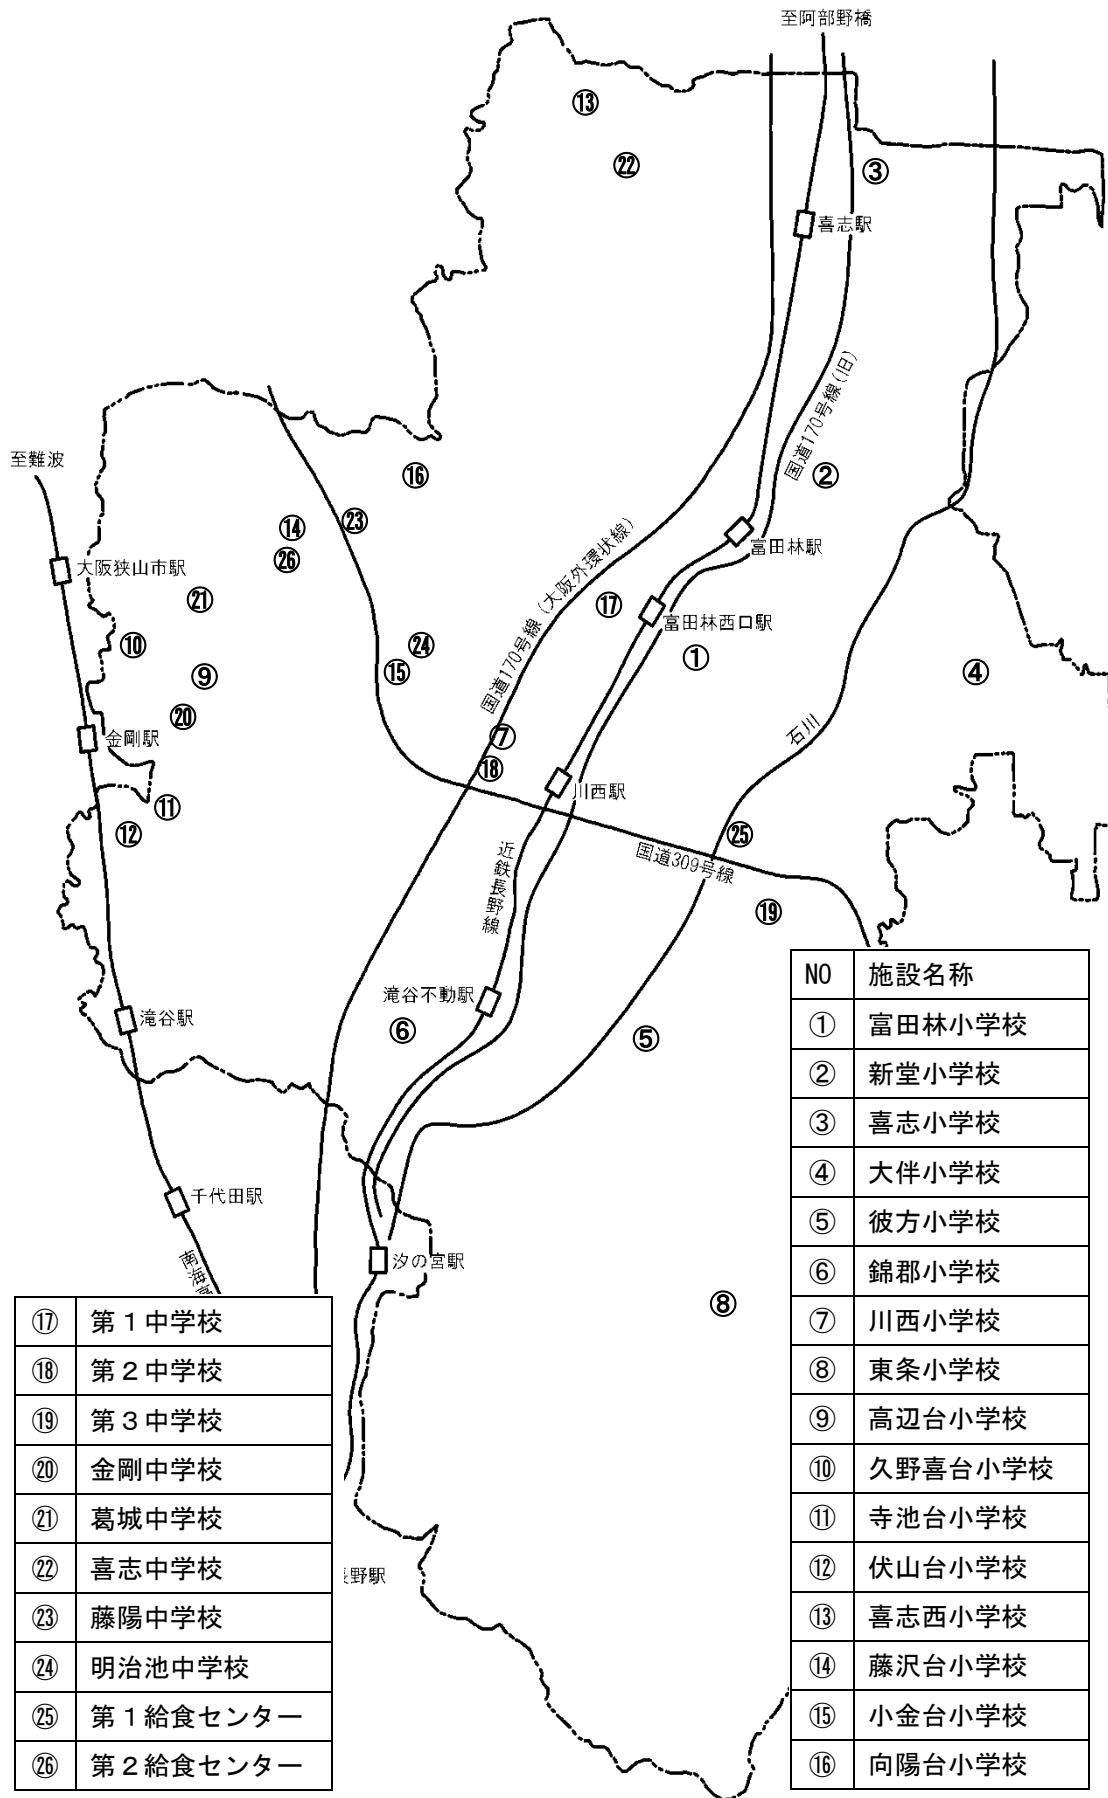 至阿部野橋
⑬
㉒
③
喜志駅
国道170号線(旧)
至難波
⑯
②
⑭
㉓
富田林駅
㉖
大阪狭山市駅
国道170号線(大阪外環状線)
㉑
⑰
富田林西口駅
⑩
㉔
①
⑨
⑮
④
⑳
石川
金剛駅
⑦
⑱
川西駅
⑪
⑫
㉕
国道309号線
近鉄長野線
⑲
滝谷不動駅
滝谷駅
⑥
⑤
千代田駅
汐の宮駅
南海
⑧
長野駅
NO 施設名称
① 富田林小学校
② 新堂小学校
③ 喜志小学校
④ 大伴小学校
⑤ 彼方小学校
⑥ 錦郡小学校
⑦ 川西小学校
⑧ 東条小学校
⑨ 高辺台小学校
⑩ 久野喜台小学校
⑪ 寺池台小学校
⑫ 伏山台小学校
⑬ 喜志西小学校
⑭ 藤沢台小学校
⑮ 小金台小学校
⑯ 向陽台小学校
⑰ 第1中学校
⑱ 第2中学校
⑲ 第3中学校
⑳ 金剛中学校
㉑ 葛城中学校
㉒ 喜志中学校
㉓ 藤陽中学校
㉔ 明治池中学校
㉕ 第1給食センター
㉖ 第2給食センター